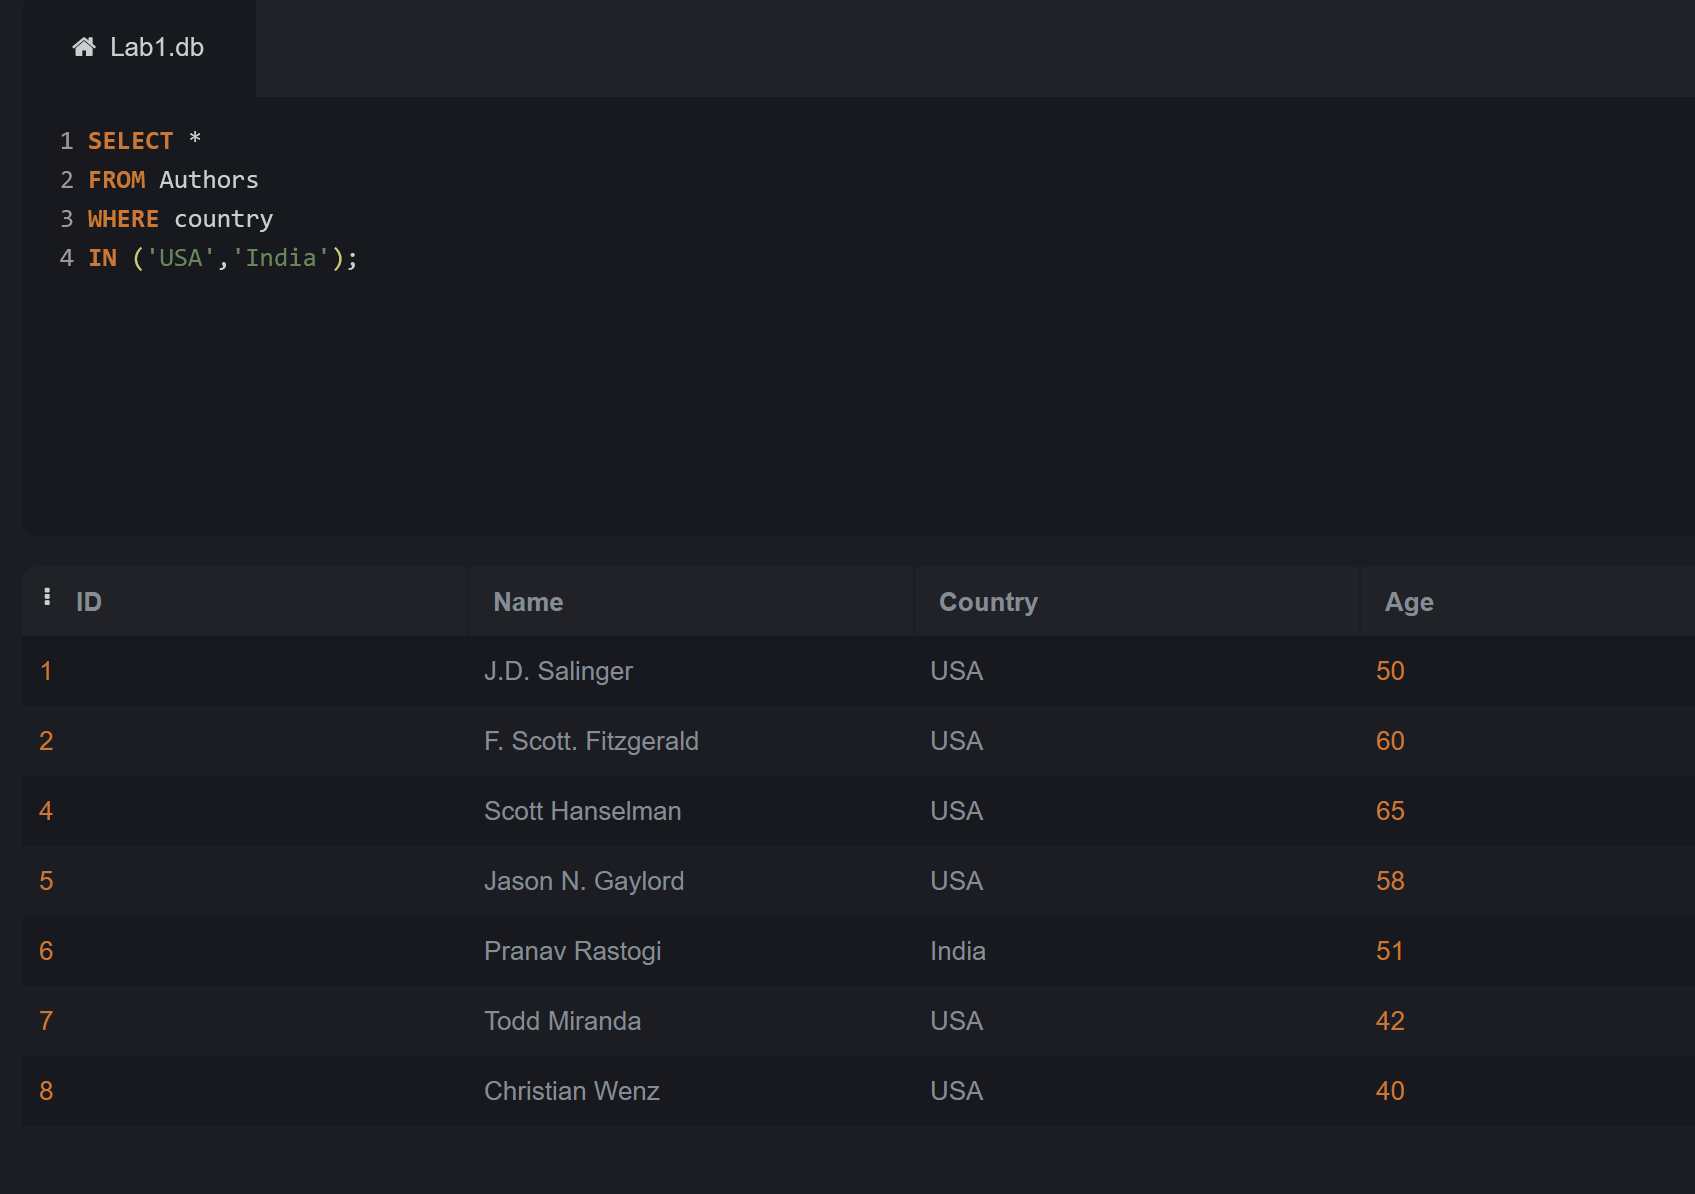 Lab1.db
1 SELECT *
2 FROM Authors
3 WHERE country
4 IN ('USA','India');
ID Name Country Age
1 J.D. Salinger USA 50
2 F. Scott. Fitzgerald USA 60
4 Scott Hanselman USA 65
5 Jason N. Gaylord USA 58
6 Pranav Rastogi India 51
7 Todd Miranda USA 42
8 Christian Wenz USA 40